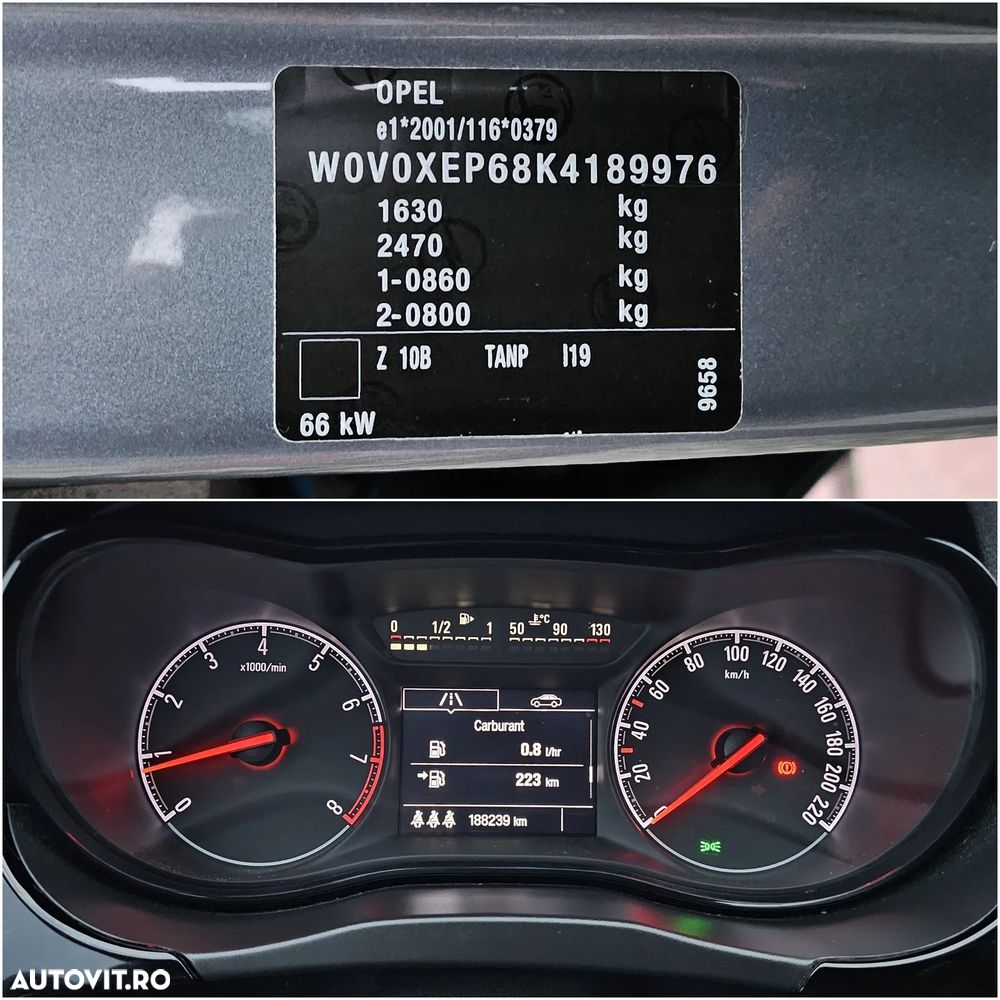 OPEL
e1*2001/116*0379
W0V0XEP68K4189976
1630 kg
2470 kg
1-0860 kg
2-0800 kg
Z 10B TANP I19
9658
66 kW
0 1/2 1 50 °C 90 130
0 1 2 3 4 5 6 7 8
x1000/min
Carburant
0.8 l/hr
223 km
188239 km
0 20 40 60 80 100 120 140 160 180 200 220
km/h
AUTOVIT.RO